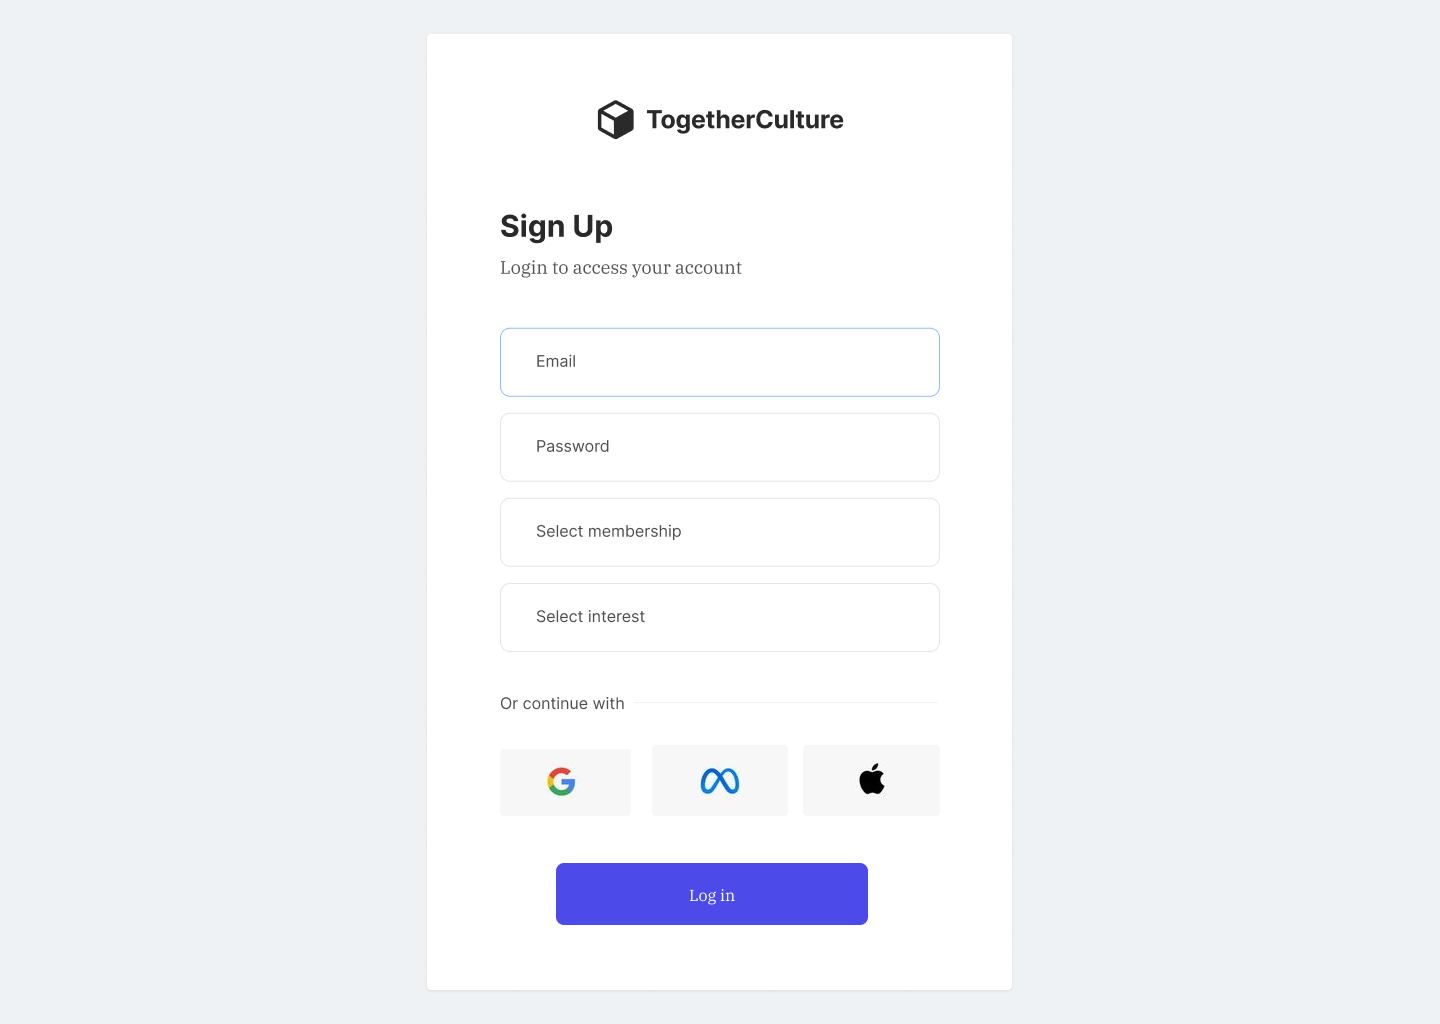 TogetherCulture
Sign Up
Login to access your account
Email
Password
Select membership
Select interest
Or continue with
Log in